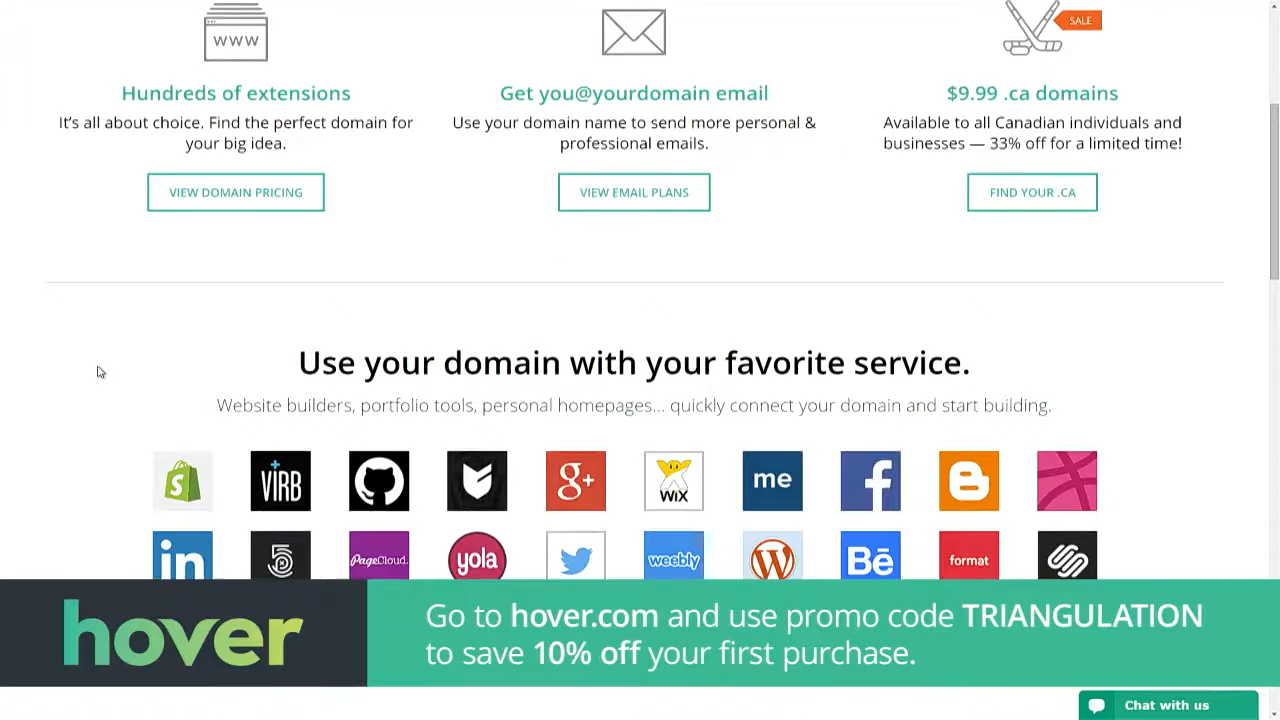 www
SALE
Hundreds of extensions
Get you@yourdomain email
$9.99 .ca domains
It’s all about choice. Find the perfect domain for
your big idea.
Use your domain name to send more personal &
professional emails.
Available to all Canadian individuals and
businesses — 33% off for a limited time!
VIEW DOMAIN PRICING
VIEW EMAIL PLANS
FIND YOUR .CA
Use your domain with your favorite service.
Website builders, portfolio tools, personal homepages... quickly connect your domain and start building.
S
VIRB
g+
WiX
me
f
B
in
5
PageCloud.
yola
weebly
W
Bē
format
hover
Go to hover.com and use promo code TRIANGULATION
to save 10% off your first purchase.
Chat with us